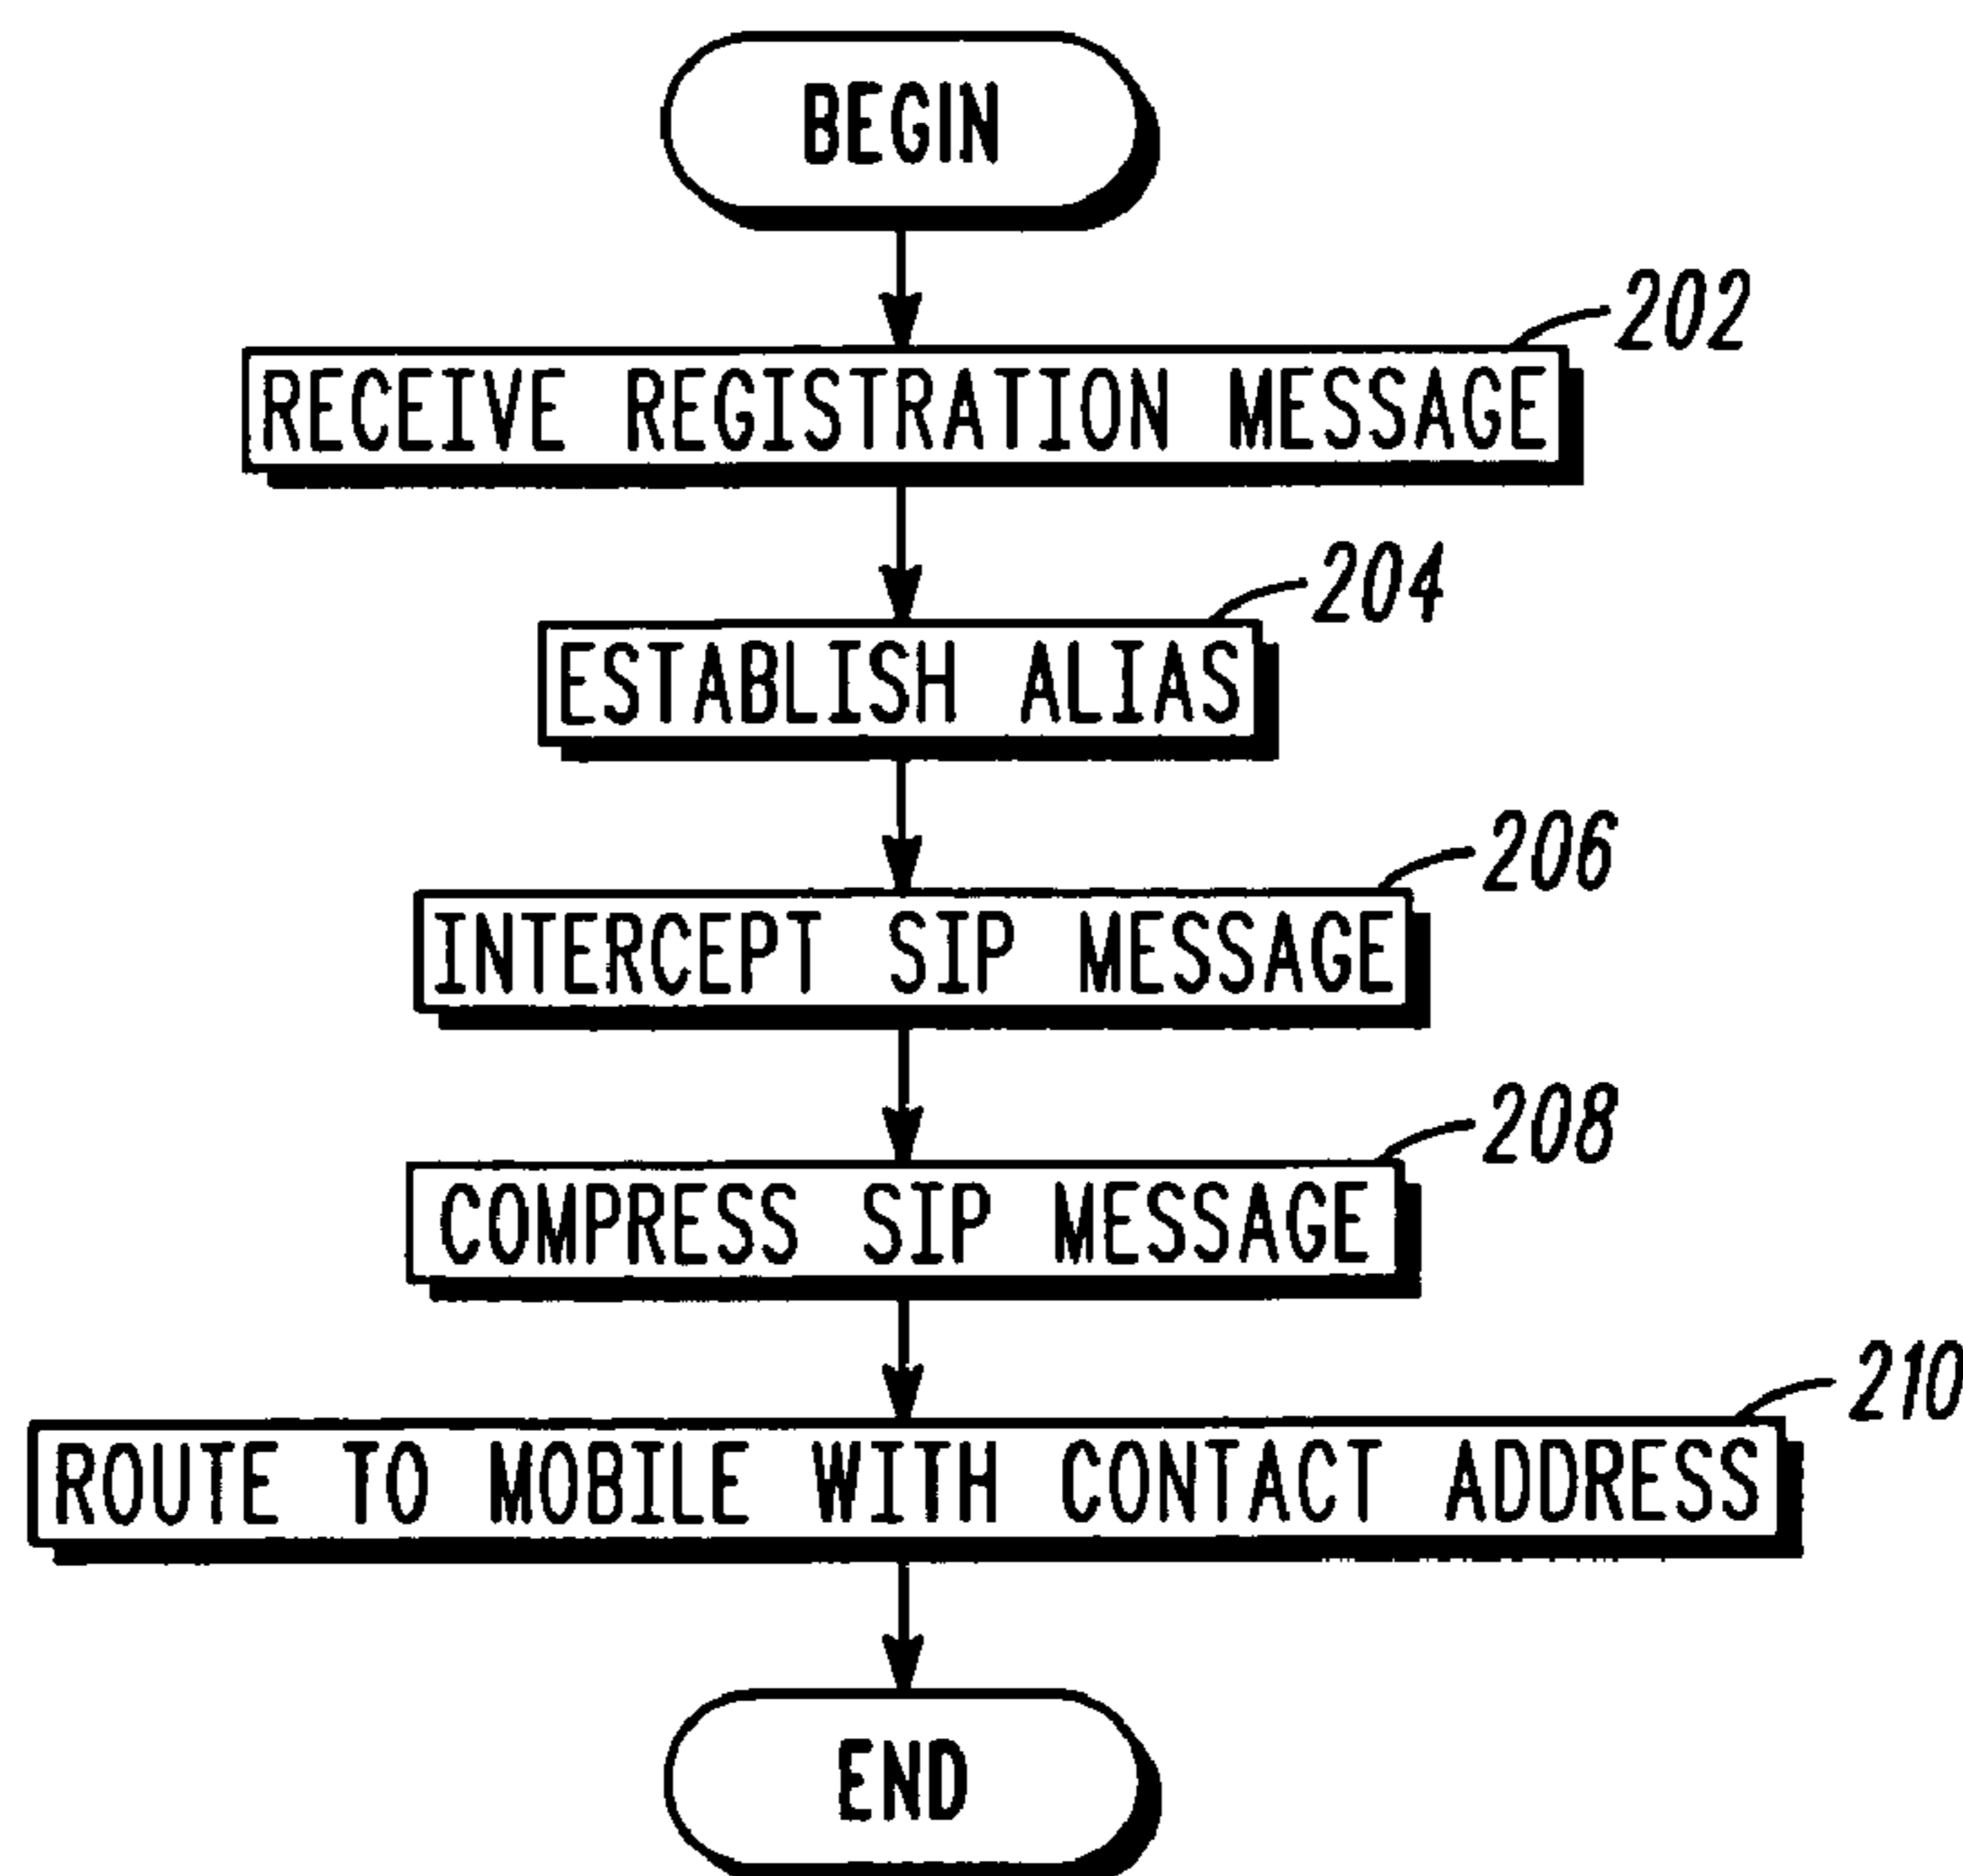 BEGIN
202
RECEIVE REGISTRATION MESSAGE
204
ESTABLISH ALIAS
206
INTERCEPT SIP MESSAGE
208
COMPRESS SIP MESSAGE
210
ROUTE TO MOBILE WITH CONTACT ADDRESS
END